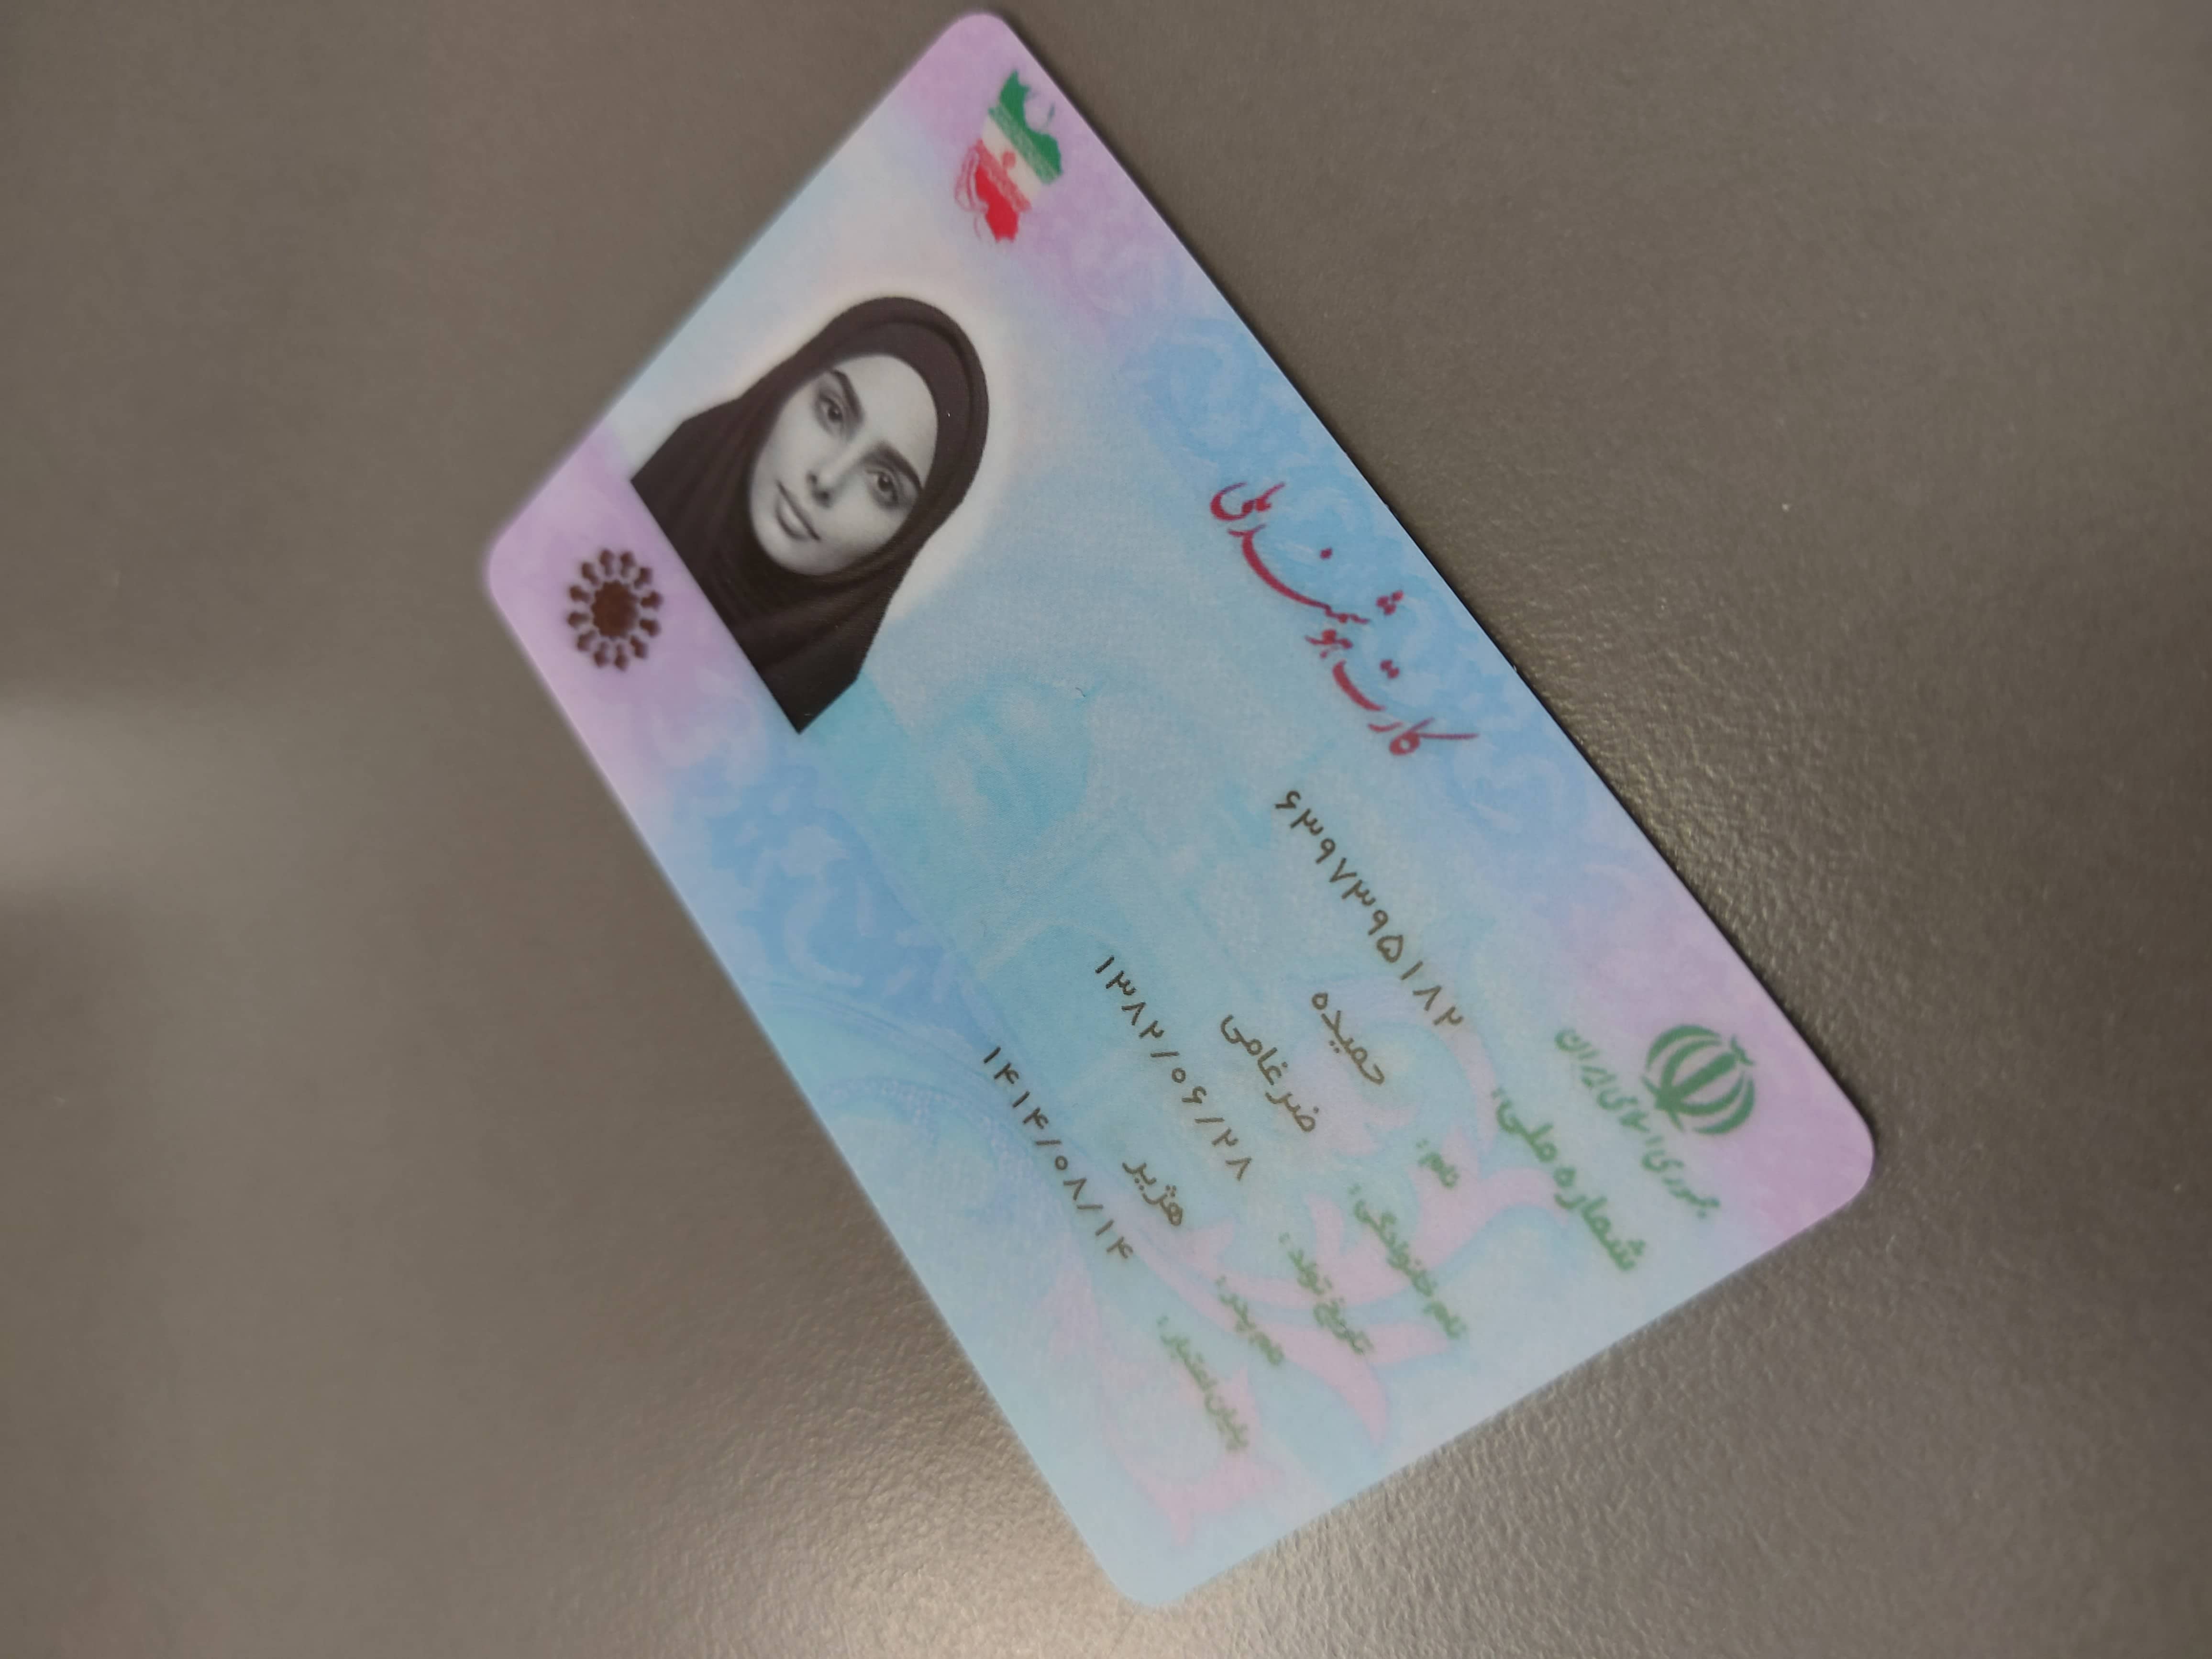 جمهوری اسلامی ایران
کارت هوشمند ملی
شماره ملی: ۶۳۹۷۳۹۵۱۸۲
نام: حمیده
نام خانوادگی: ضرغامی
تاریخ تولد: ۱۳۸۲/۰۶/۲۸
نام پدر: هژیر
پایان اعتبار: ۱۴۱۴/۰۸/۱۴